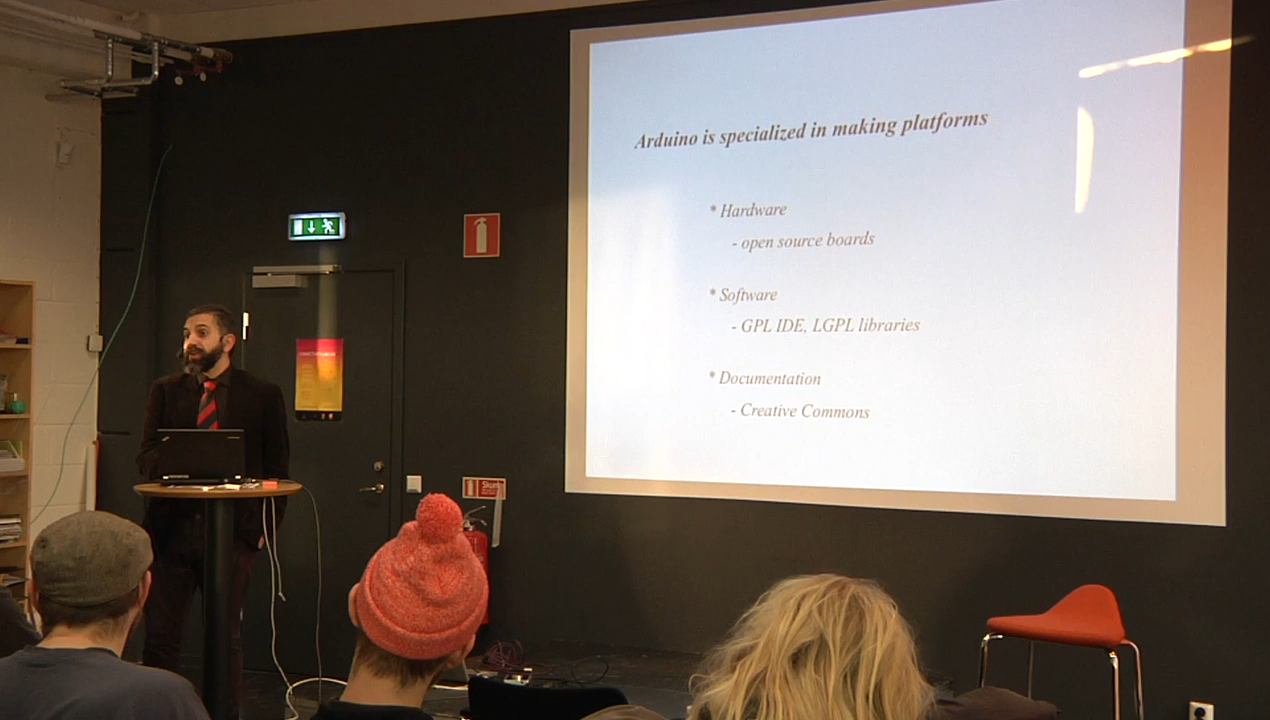 Arduino is specialized in making platforms
* Hardware
- open source boards
* Software
- GPL IDE, LGPL libraries
* Documentation
- Creative Commons